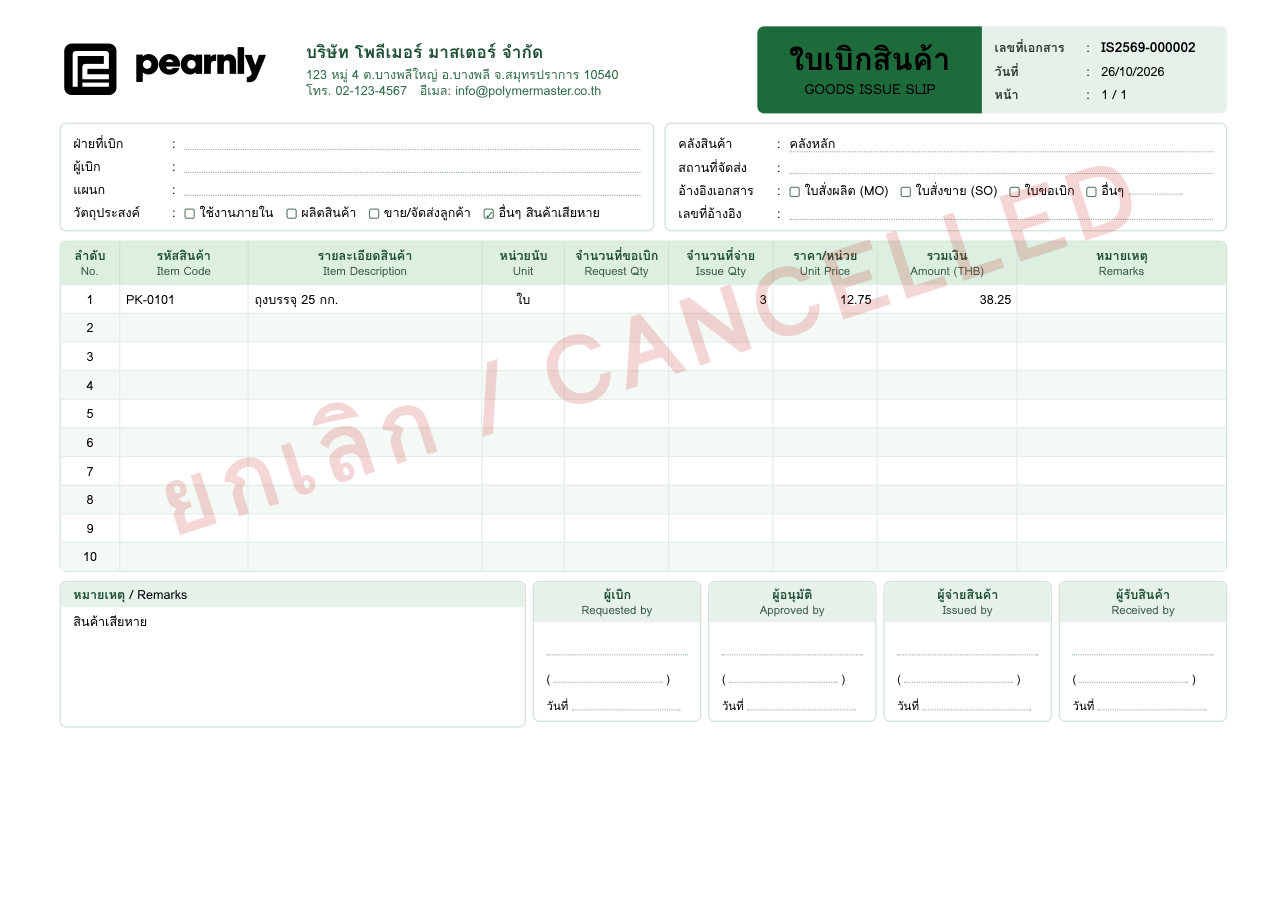 pearnly
บริษัท โพลีเมอร์ มาสเตอร์ จำกัด
123 หมู่ 4 ต.บางพลีใหญ่ อ.บางพลี จ.สมุทรปราการ 10540
โทร. 02-123-4567 อีเมล: info@polymermaster.co.th
ใบเบิกสินค้า
GOODS ISSUE SLIP
เลขที่เอกสาร : IS2569-000002
วันที่ : 26/10/2026
หน้า : 1 / 1
ฝ่ายที่เบิก :
ผู้เบิก :
แผนก :
วัตถุประสงค์ : ใช้งานภายใน ผลิตสินค้า ขาย/จัดส่งลูกค้า อื่นๆ สินค้าเสียหาย
คลังสินค้า : คลังหลัก
สถานที่จัดส่ง :
อ้างอิงเอกสาร : ใบสั่งผลิต (MO) ใบสั่งขาย (SO) ใบขอเบิก อื่นๆ
เลขที่อ้างอิง :
ลำดับ รหัสสินค้า รายละเอียดสินค้า หน่วยนับ จำนวนที่ขอเบิก จำนวนที่จ่าย ราคา/หน่วย รวมเงิน หมายเหตุ
No. Item Code Item Description Unit Request Qty Issue Qty Unit Price Amount (THB) Remarks
1 PK-0101 ถุงบรรจุ 25 กก. ใบ 3 12.75 38.25
2
3
4
5
6
7
8
9
10
ยกเลิก / CANCELLED
หมายเหตุ / Remarks
สินค้าเสียหาย
ผู้เบิก
Requested by
( )
วันที่
ผู้อนุมัติ
Approved by
( )
วันที่
ผู้จ่ายสินค้า
Issued by
( )
วันที่
ผู้รับสินค้า
Received by
( )
วันที่